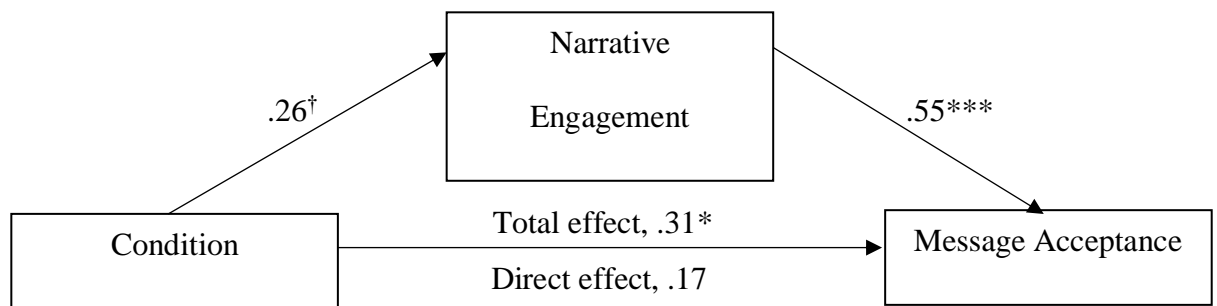 Narrative
Engagement
.26†
.55***
Condition
Total effect, .31*
Direct effect, .17
Message Acceptance